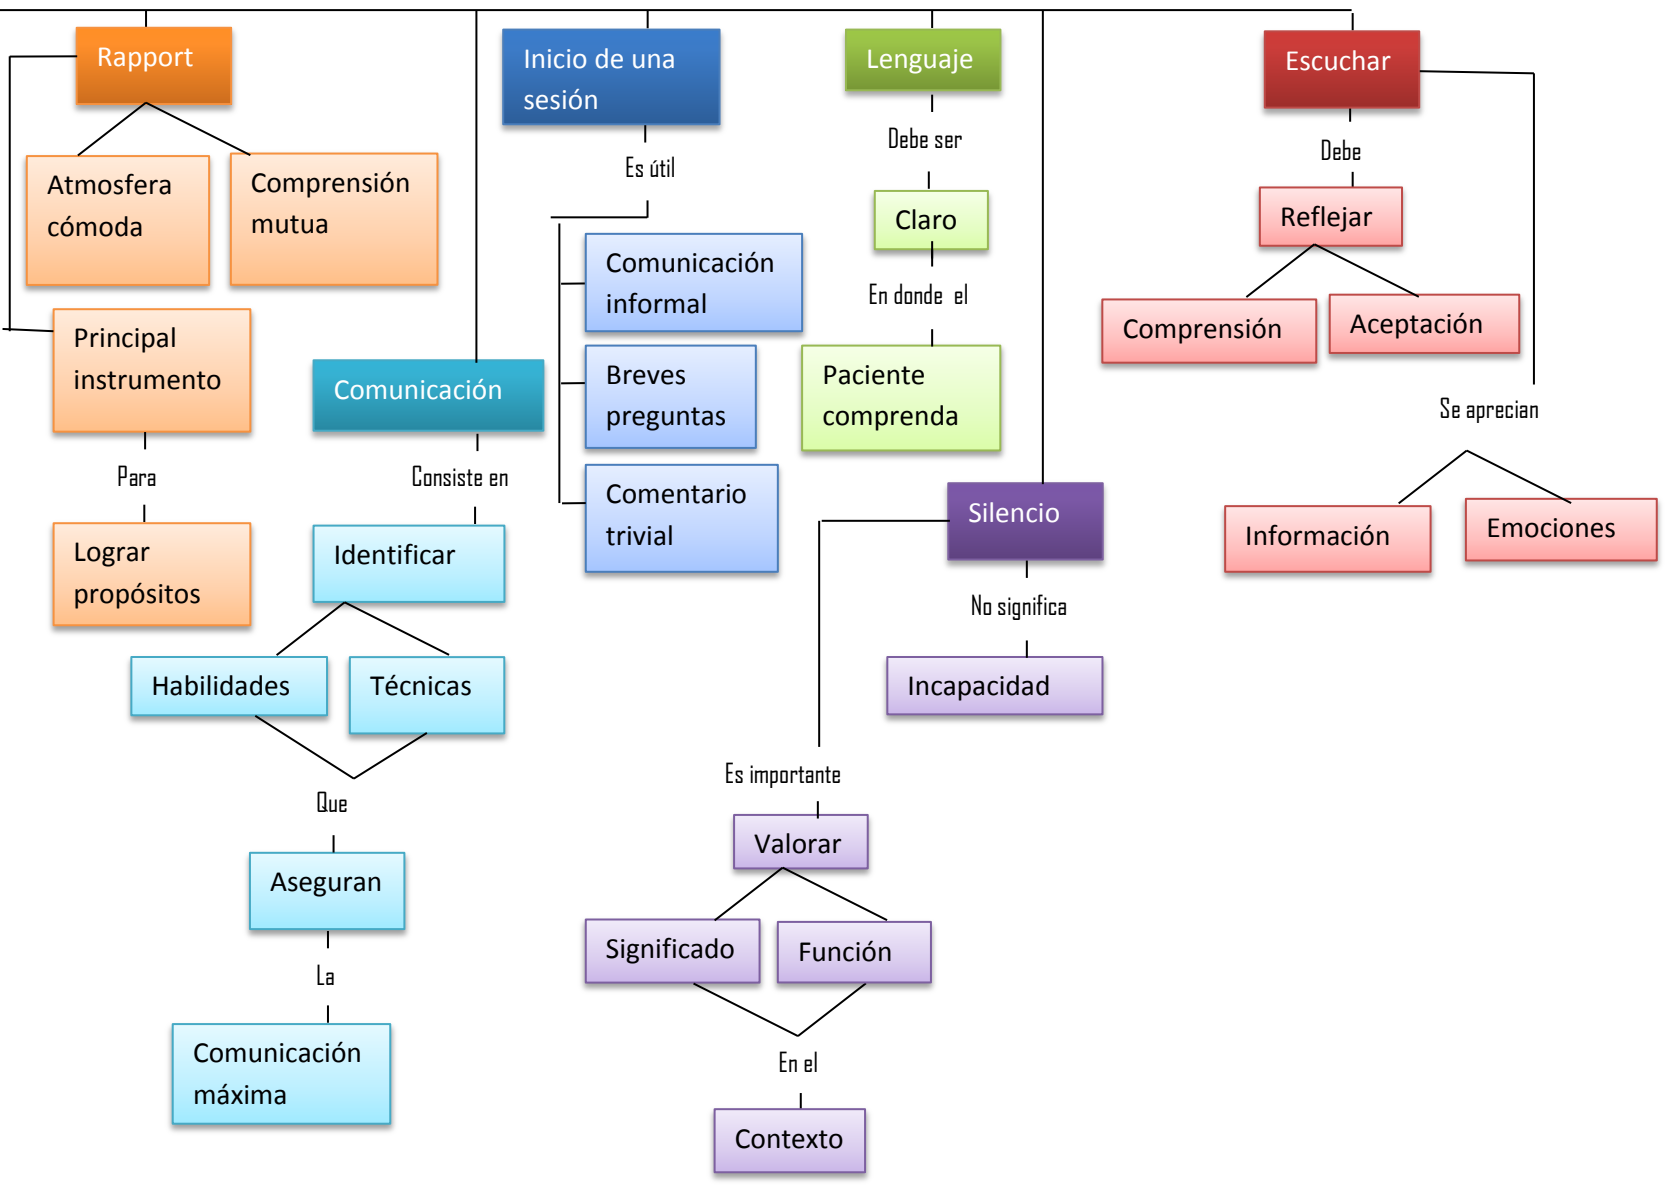 Rapport
Atmosfera
cómoda
Comprensión
mutua
Principal
instrumento
Para
Lograr
propósitos
Comunicación
Consiste en
Identificar
Habilidades
Técnicas
Que
Aseguran
La
Comunicación
máxima
Inicio de una
sesión
Es útil
Comunicación
informal
Breves
preguntas
Comentario
trivial
Lenguaje
Debe ser
Claro
En donde el
Paciente
comprenda
Silencio
No significa
Incapacidad
Es importante
Valorar
Significado
Función
En el
Contexto
Escuchar
Debe
Reflejar
Comprensión
Aceptación
Se aprecian
Información
Emociones